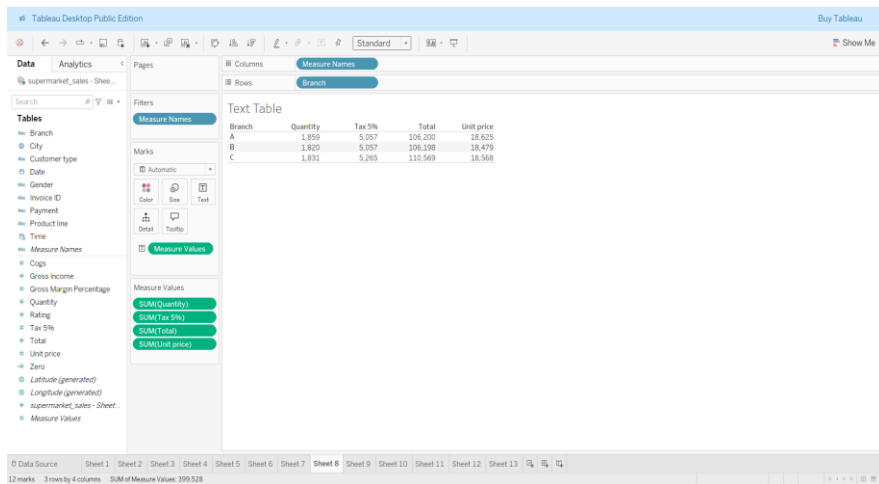 Tableau Desktop Public Edition
Buy Tableau
Standard
Show Me
Data
Analytics
Pages
Columns
Measure Names
supermarket_sales - Shee...
Rows
Branch
Search
Filters
Measure Names
Tables
Abc Branch
City
Abc Customer type
Date
Abc Gender
Abc Invoice ID
Abc Payment
Abc Product line
Time
Abc Measure Names
Cogs
Gross Income
Gross Margin Percentage
Quantity
Rating
Tax 5%
Total
Unit price
Zero
Latitude (generated)
Longitude (generated)
supermarket_sales - Sheet...
Measure Values
Marks
Automatic
Color Size Text
Detail Tooltip
Measure Values
Measure Values
SUM(Quantity)
SUM(Tax 5%)
SUM(Total)
SUM(Unit price)
Text Table
Branch Quantity Tax 5% Total Unit price
A 1,859 5,057 106,200 18,625
B 1,820 5,057 106,198 18,479
C 1,831 5,265 110,569 18,568
Data Source Sheet 1 Sheet 2 Sheet 3 Sheet 4 Sheet 5 Sheet 6 Sheet 7 Sheet 8 Sheet 9 Sheet 10 Sheet 11 Sheet 12 Sheet 13
12 marks 3 rows by 4 columns SUM of Measure Values: 399.528